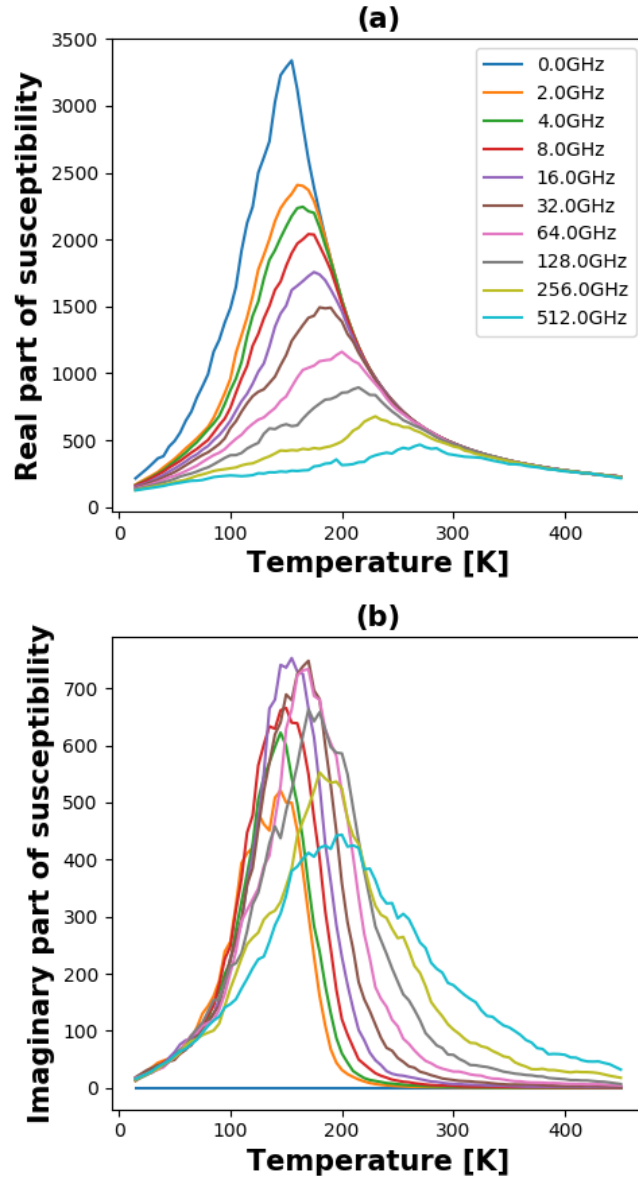 (a)
Real part of susceptibility
3500
3000
2500
2000
1500
1000
500
0
0.0GHz
2.0GHz
4.0GHz
8.0GHz
16.0GHz
32.0GHz
64.0GHz
128.0GHz
256.0GHz
512.0GHz
0 100 200 300 400
Temperature [K]
(b)
Imaginary part of susceptibility
700
600
500
400
300
200
100
0
0 100 200 300 400
Temperature [K]